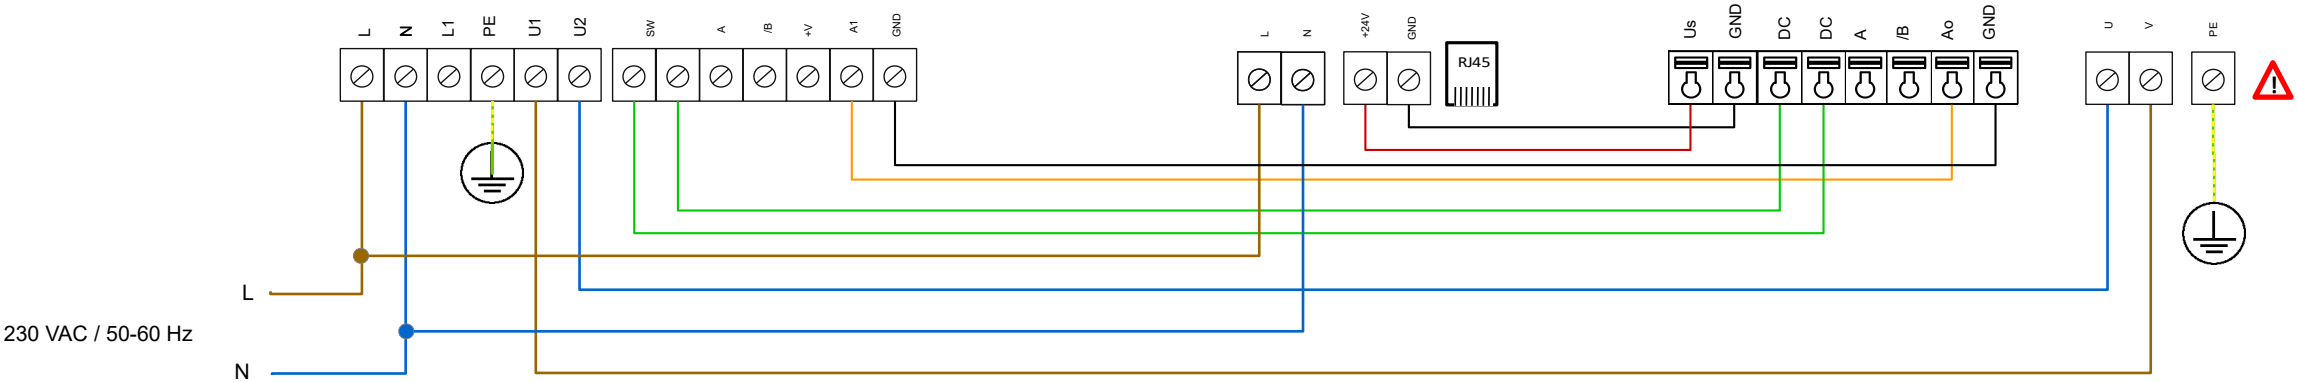 L N L1 PE U1 U2 SW A /B +V A1 GND
L N +24V GND
RJ45
Us GND DC DC A /B Ao GND
U V PE
!
L
230 VAC / 50-60 Hz
N